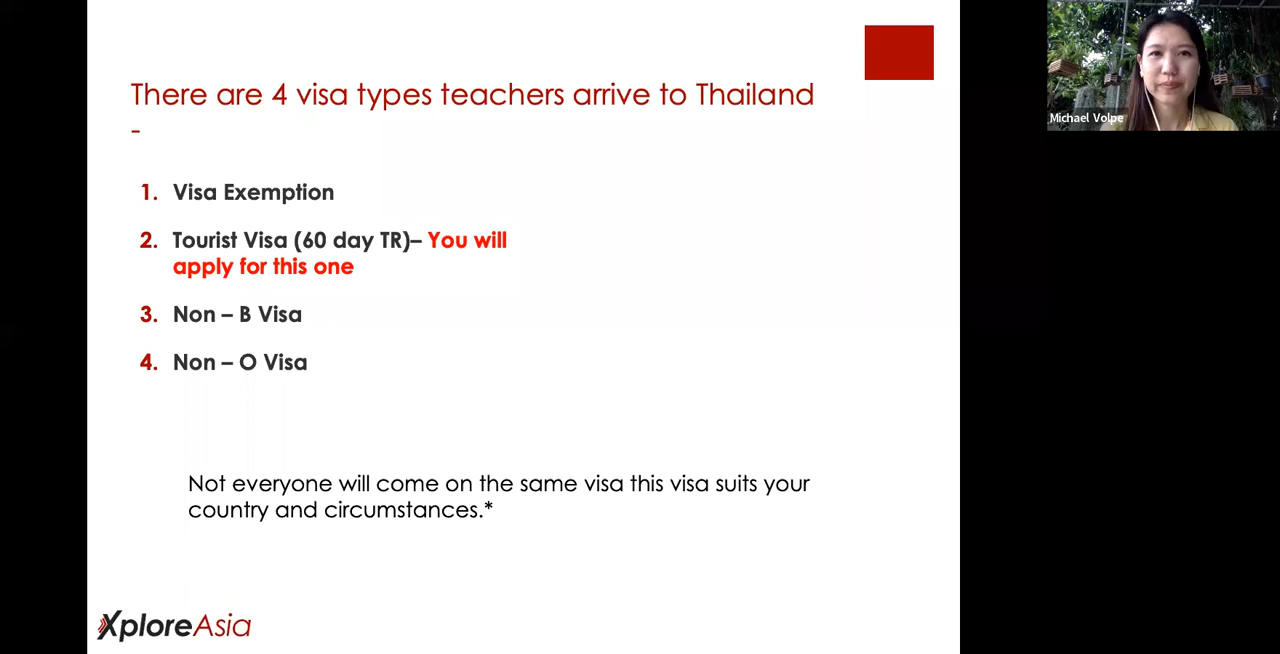 There are 4 visa types teachers arrive to Thailand
-
1. Visa Exemption
2. Tourist Visa (60 day TR)– You will
apply for this one
3. Non – B Visa
4. Non – O Visa
Not everyone will come on the same visa this visa suits your
country and circumstances.*
XploreAsia
Michael Volpe